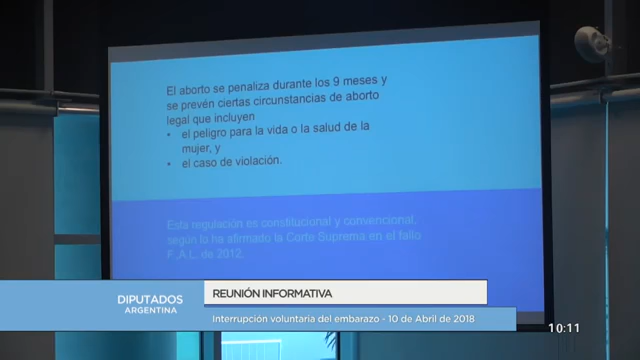 El aborto se penaliza durante los 9 meses y
se prevén ciertas circunstancias de aborto
legal que incluyen
• el peligro para la vida o la salud de la
mujer, y
• el caso de violación.
Esta regulación es constitucional y convencional,
según lo ha afirmado la Corte Suprema en el fallo
F.A.L. de 2012.
DIPUTADOS
ARGENTINA
REUNIÓN INFORMATIVA
Interrupción voluntaria del embarazo - 10 de Abril de 2018
10:11